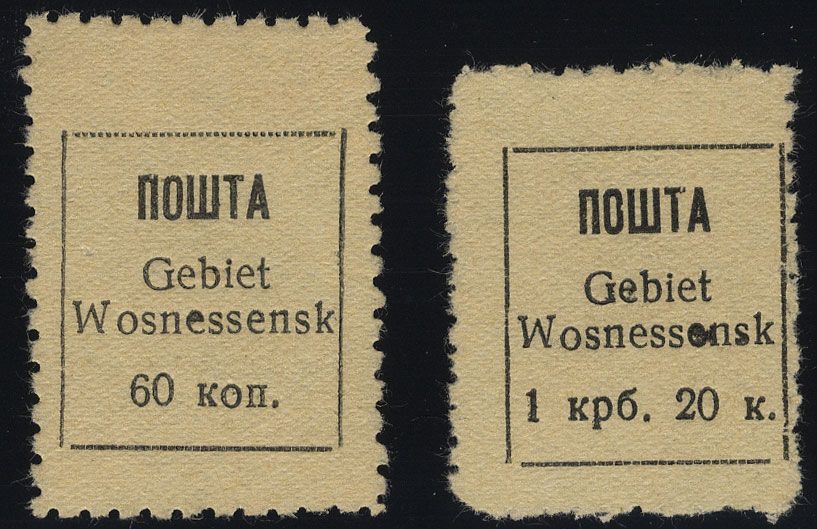 ПОШТА
Gebiet
Wosnessensk
60 коп.
ПОШТА
Gebiet
Wosnessensk
1 крб. 20 к.